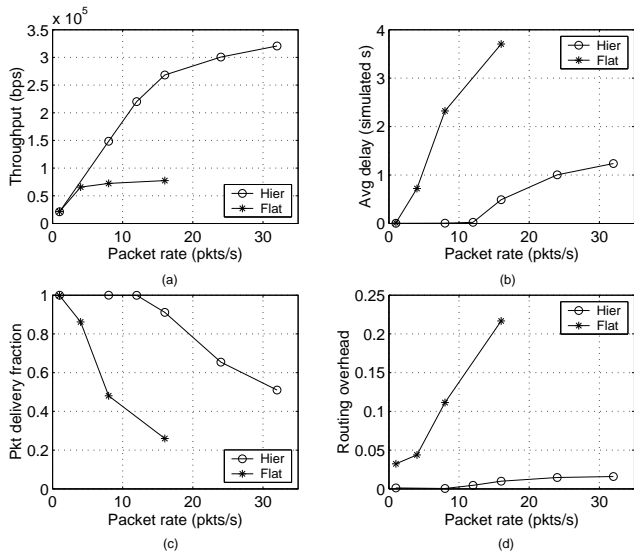 3 x 10^5
3.5
3
2.5
2
1.5
1
0.5
0
0
10
20
30
Throughput (bps)
Packet rate (pkts/s)
Hier
Flat
(a)
4
3
2
1
0
0
10
20
30
Avg delay (simulated s)
Packet rate (pkts/s)
Hier
Flat
(b)
1
0.8
0.6
0.4
0.2
0
0
10
20
30
Pkt delivery fraction
Packet rate (pkts/s)
Hier
Flat
(c)
0.25
0.2
0.15
0.1
0.05
0
0
10
20
30
Routing overhead
Packet rate (pkts/s)
Hier
Flat
(d)